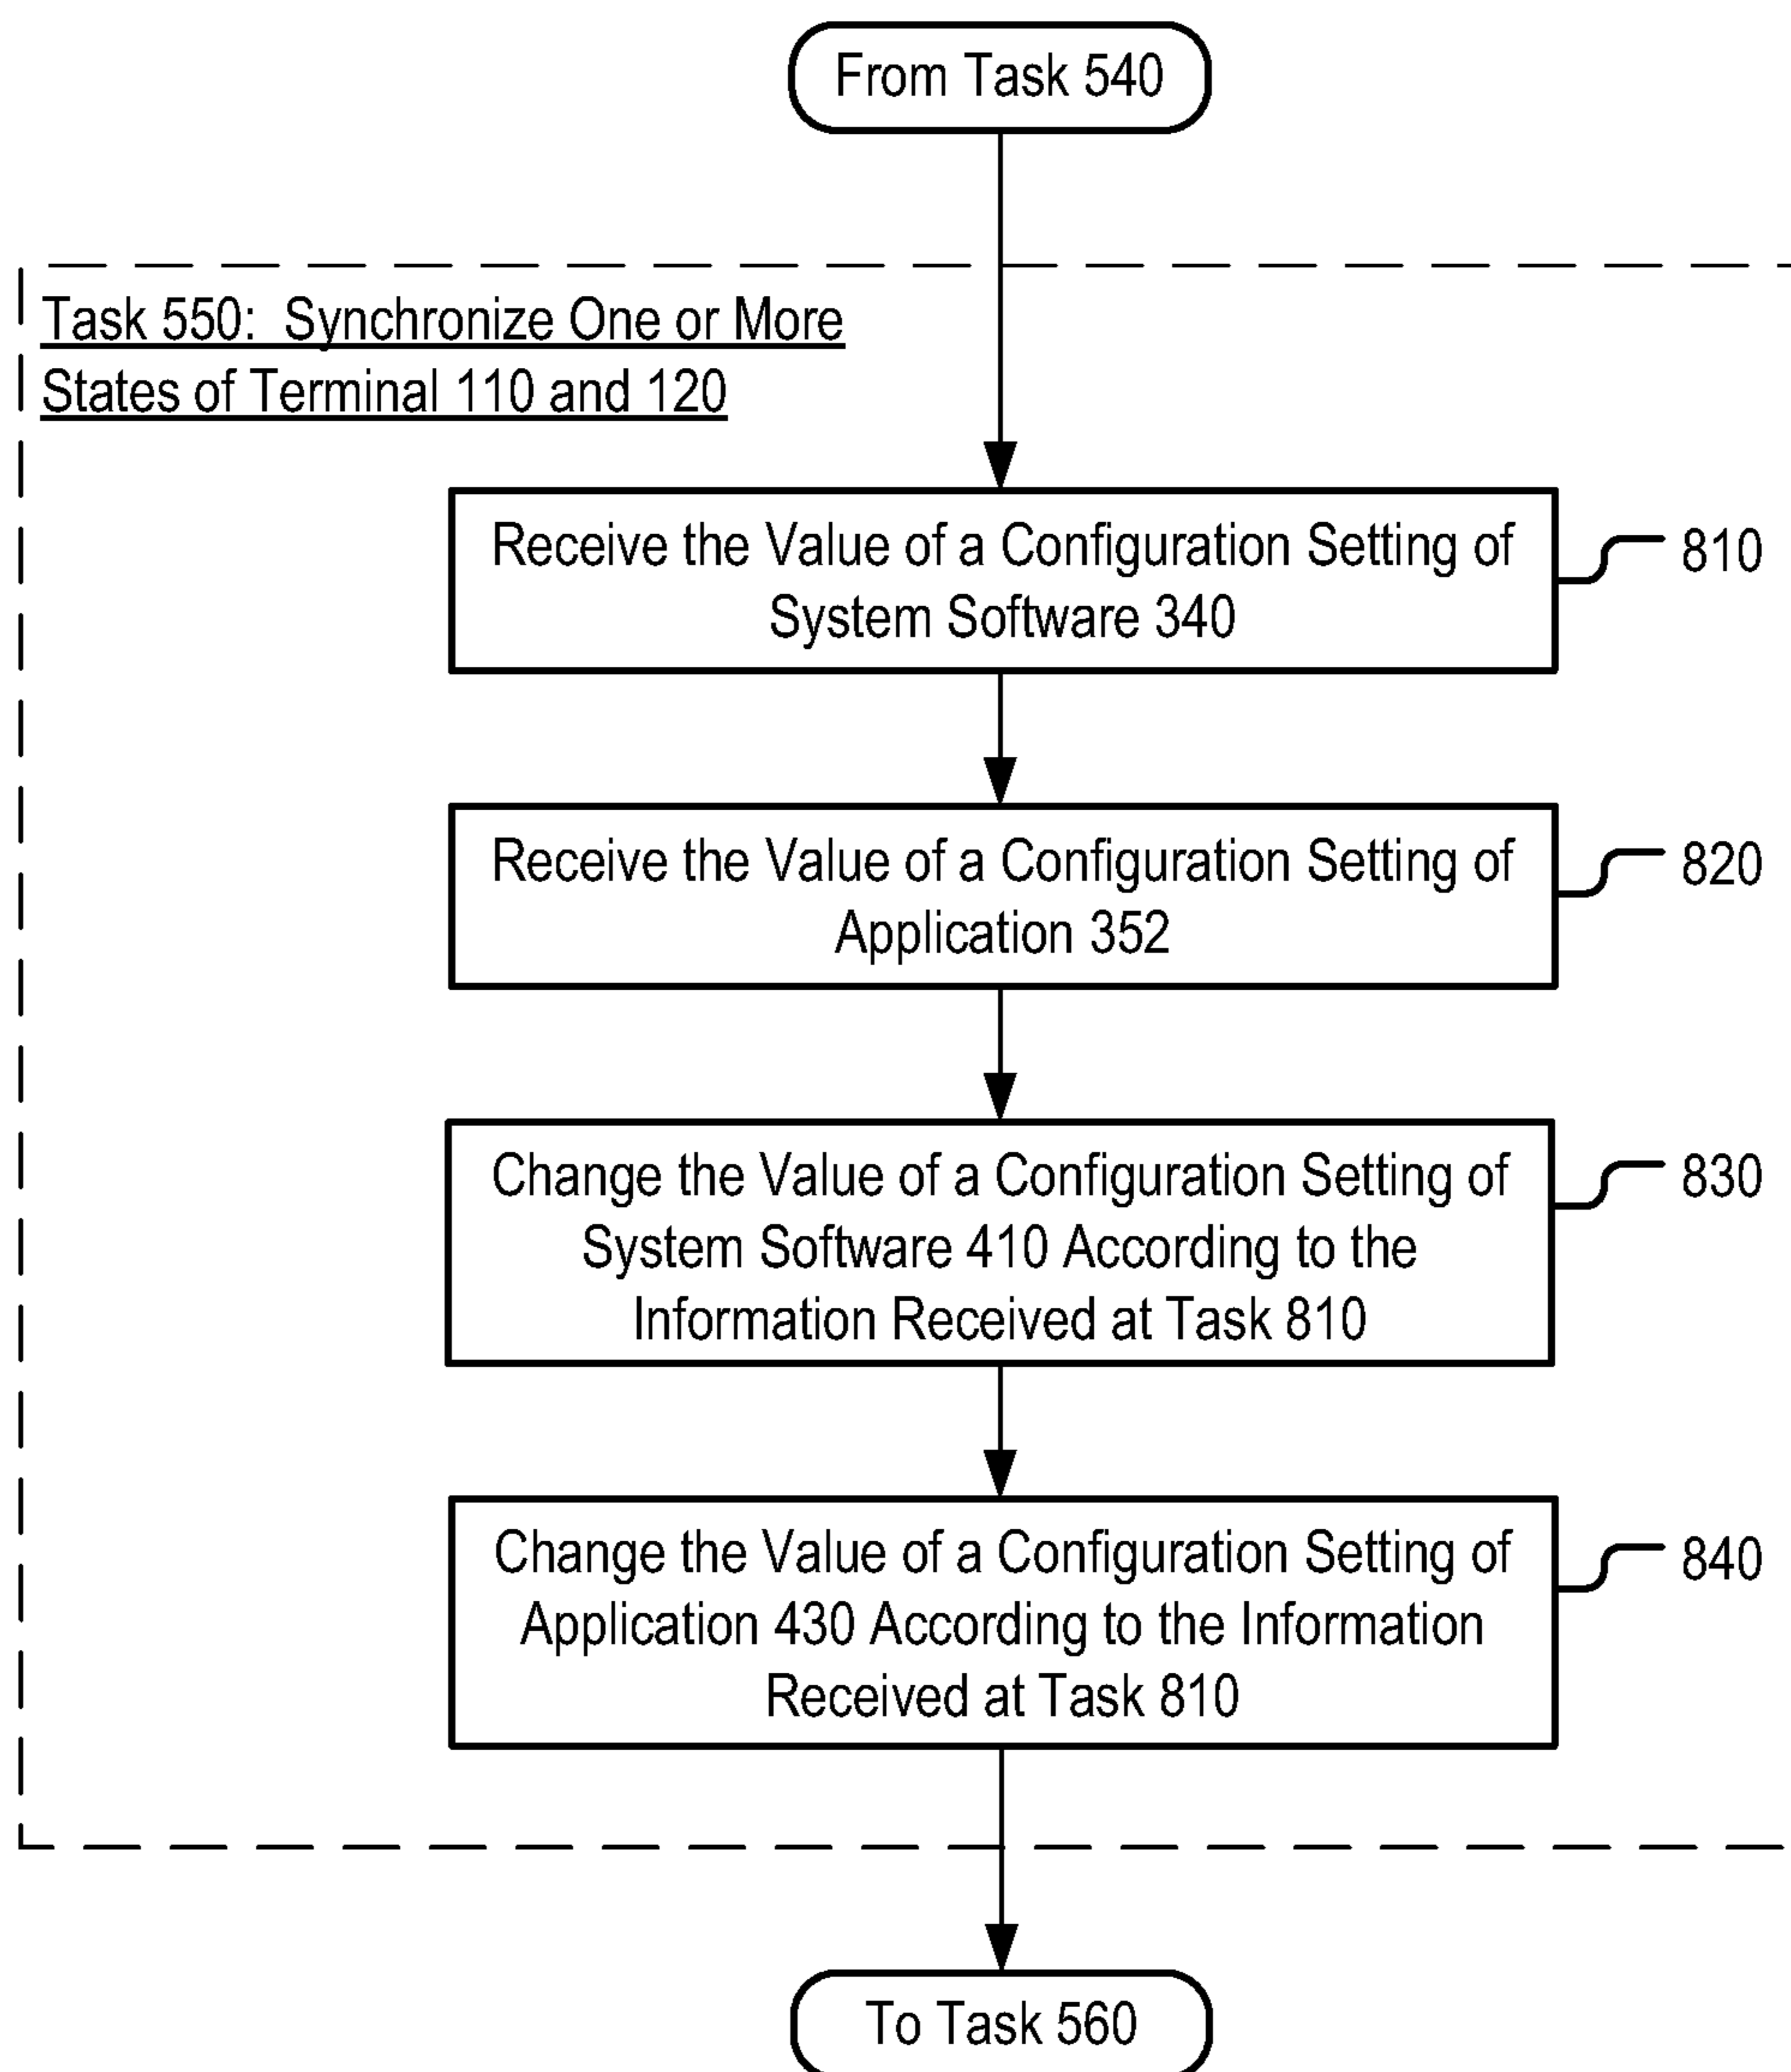 From Task 540
Task 550: Synchronize One or More
States of Terminal 110 and 120
Receive the Value of a Configuration Setting of
System Software 340
810
Receive the Value of a Configuration Setting of
Application 352
820
Change the Value of a Configuration Setting of
System Software 410 According to the
Information Received at Task 810
830
Change the Value of a Configuration Setting of
Application 430 According to the Information
Received at Task 810
840
To Task 560